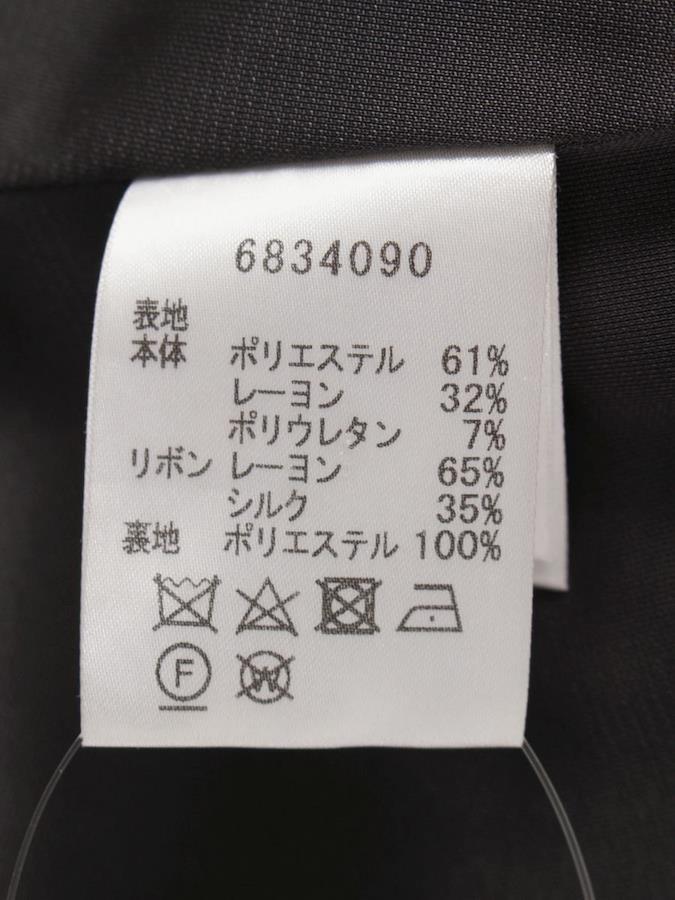 6834090
表地
本体 ポリエステル 61%
レーヨン 32%
ポリウレタン 7%
リボン レーヨン 65%
シルク 35%
裏地 ポリエステル 100%
F W